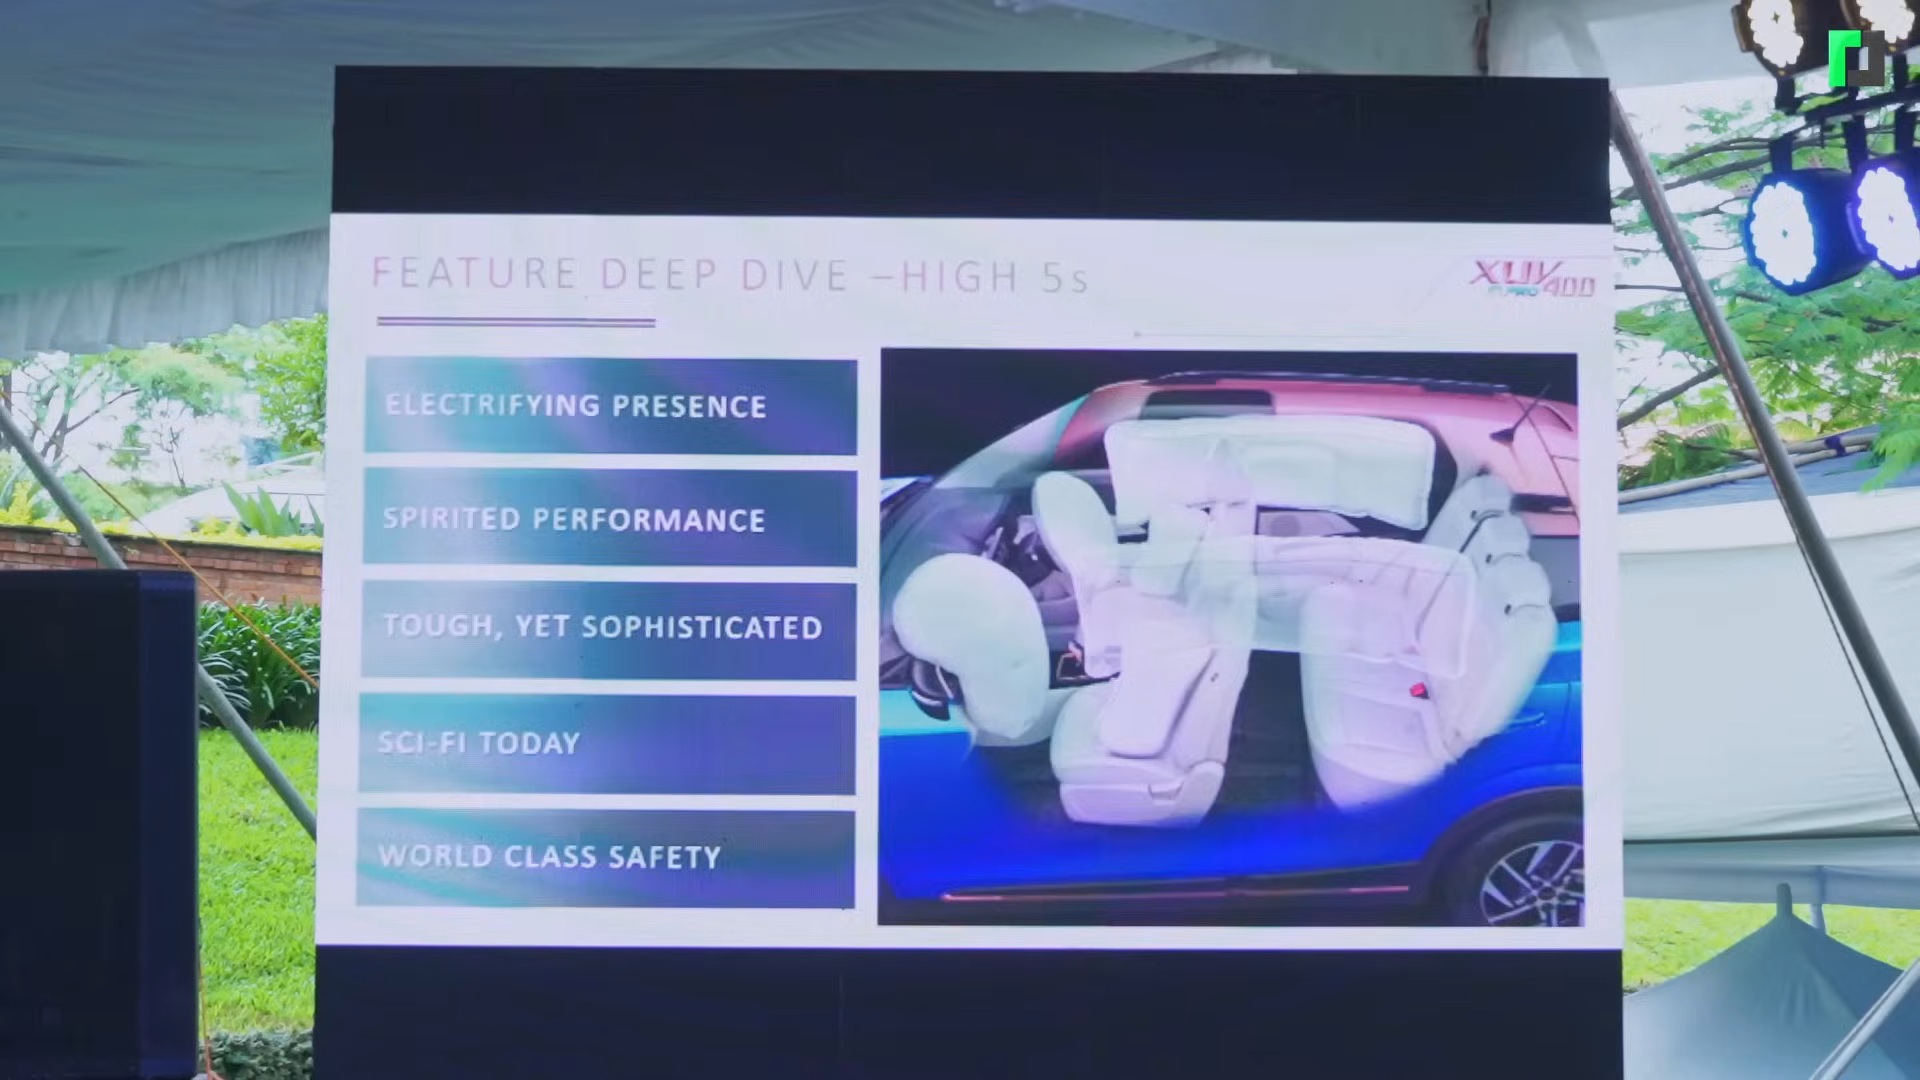 FEATURE DEEP DIVE –HIGH 5s
XUV400
ELECTRIFYING PRESENCE
SPIRITED PERFORMANCE
TOUGH, YET SOPHISTICATED
SCI-FI TODAY
WORLD CLASS SAFETY